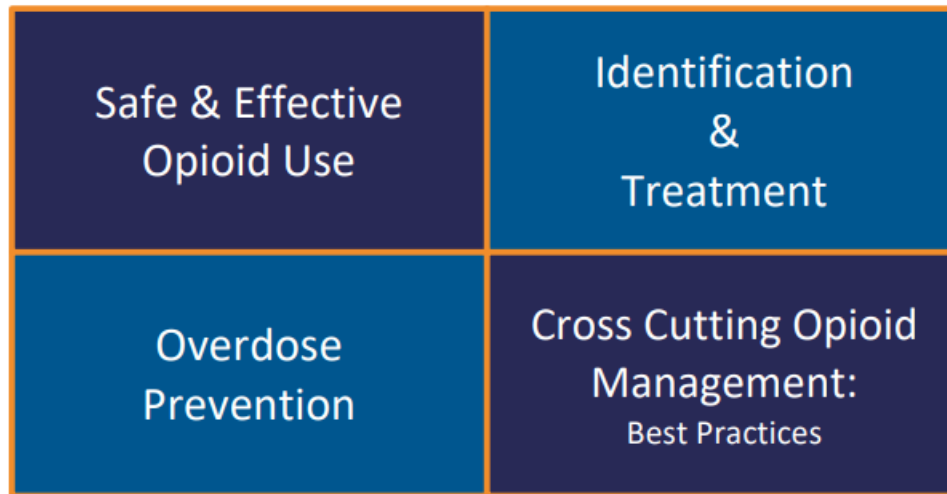 Safe & Effective
Opioid Use
Identification
&
Treatment
Overdose
Prevention
Cross Cutting Opioid
Management:
Best Practices